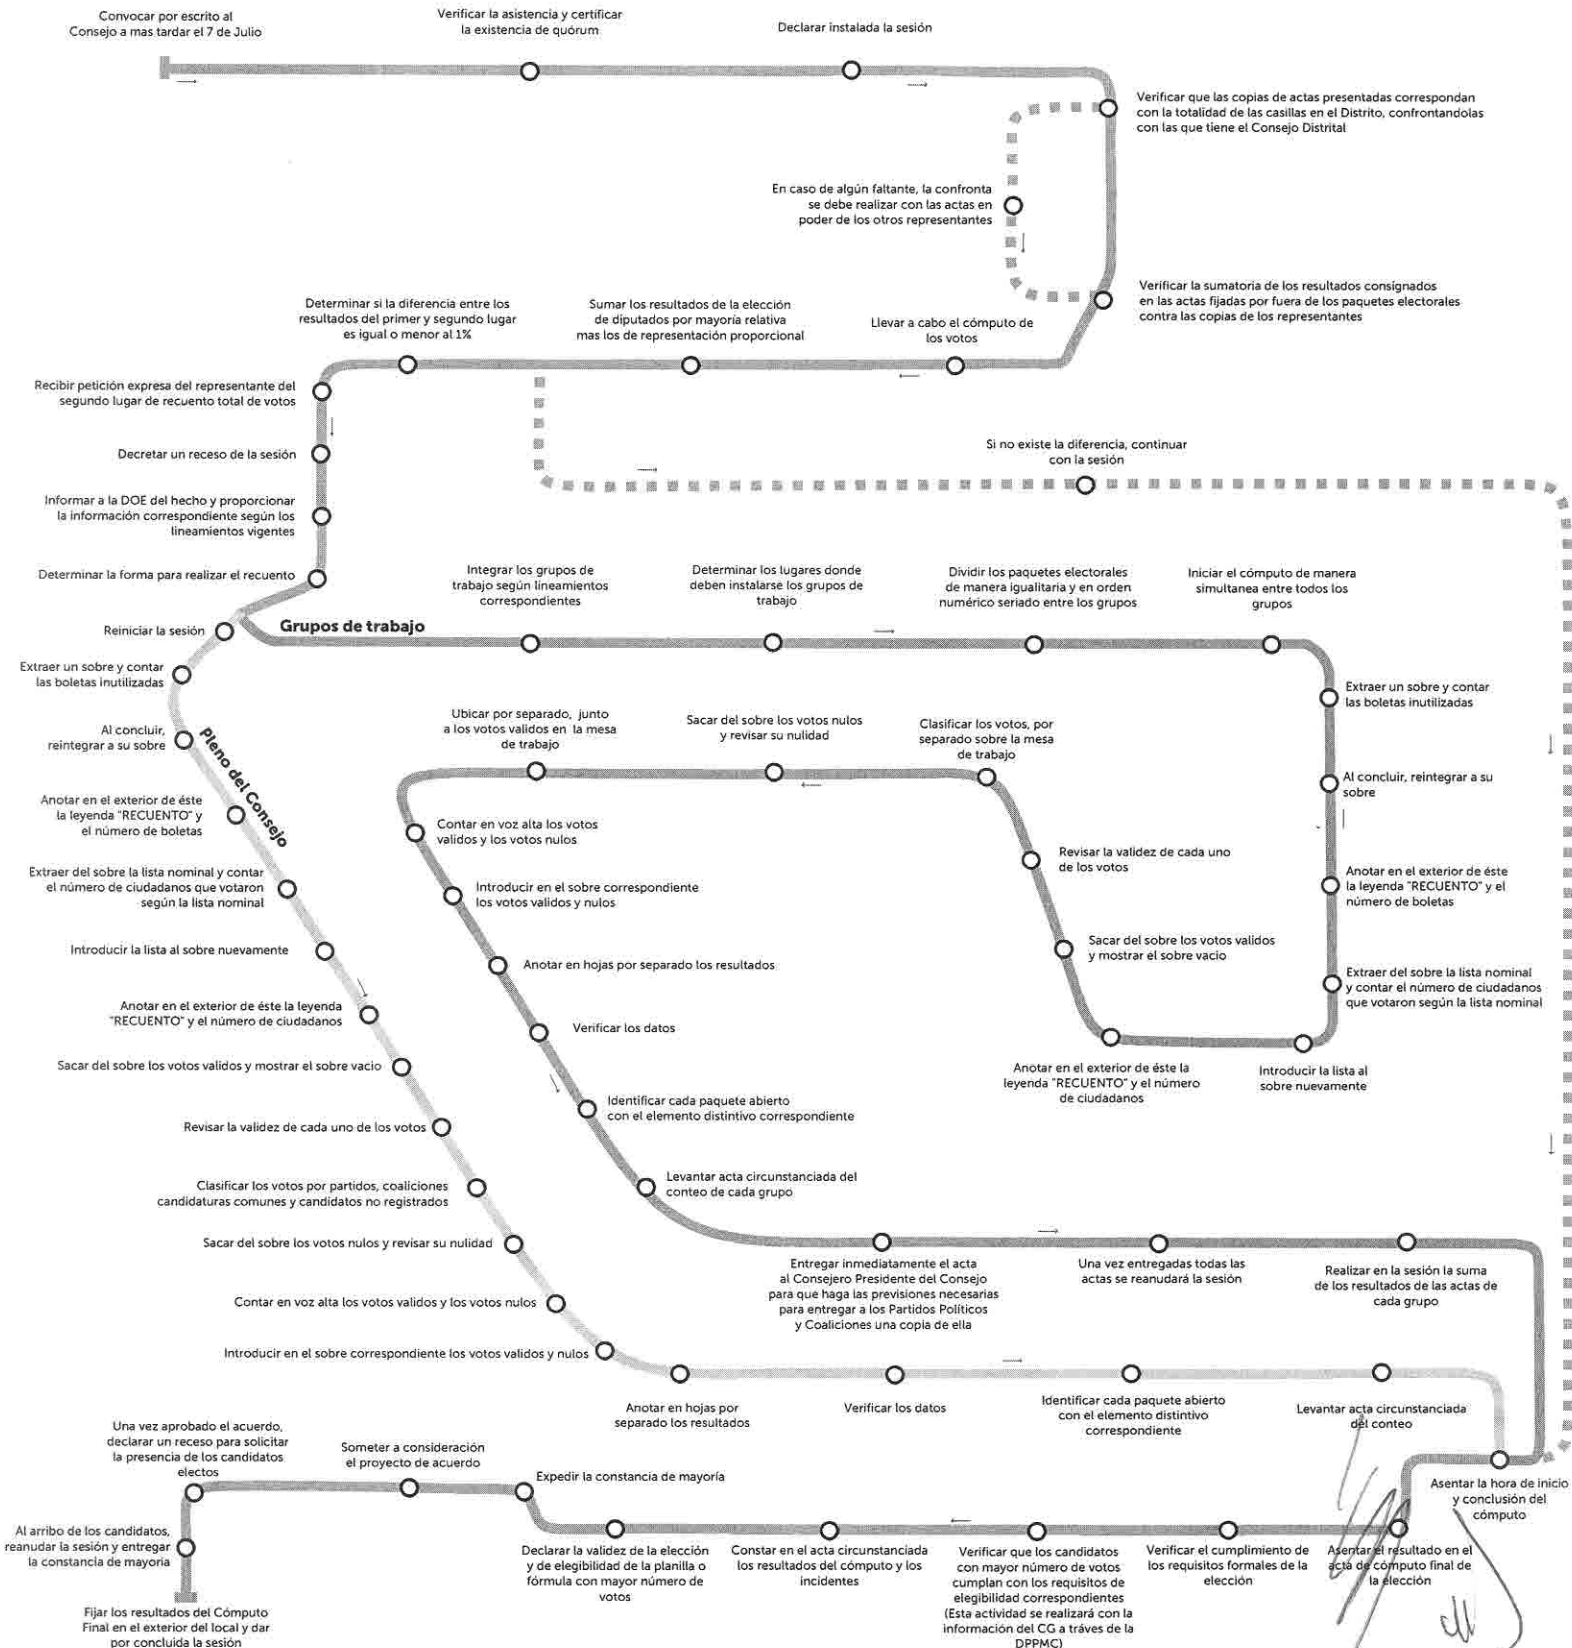 Convocar por escrito al
Consejo a mas tardar el 7 de Julio
Verificar la asistencia y certificar
la existencia de quórum
Declarar instalada la sesión
Verificar que las copias de actas presentadas correspondan
con la totalidad de las casillas en el Distrito, confrontandolas
con las que tiene el Consejo Distrital
En caso de algún faltante, la confronta
se debe realizar con las actas en
poder de los otros representantes
Verificar la sumatoria de los resultados consignados
en las actas fijadas por fuera de los paquetes electorales
contra las copias de los representantes
Llevar a cabo el cómputo de
los votos
Sumar los resultados de la elección
de diputados por mayoría relativa
mas los de representación proporcional
Determinar si la diferencia entre los
resultados del primer y segundo lugar
es igual o menor al 1%
Recibir petición expresa del representante del
segundo lugar de recuento total de votos
Decretar un receso de la sesión
Si no existe la diferencia, continuar
con la sesión
Informar a la DOE del hecho y proporcionar
la información correspondiente según los
lineamientos vigentes
Determinar la forma para realizar el recuento
Grupos de trabajo
Integrar los grupos de
trabajo según lineamientos
correspondientes
Determinar los lugares donde
deben instalarse los grupos de
trabajo
Dividir los paquetes electorales
de manera igualitaria y en orden
numérico seriado entre los grupos
Iniciar el cómputo de manera
simultanea entre todos los
grupos
Extraer un sobre y contar
las boletas inutilizadas
Al concluir, reintegrar a su
sobre
Anotar en el exterior de éste
la leyenda "RECUENTO" y el
número de boletas
Extraer del sobre la lista nominal
y contar el número de ciudadanos
que votaron según la lista nominal
Introducir la lista al
sobre nuevamente
Anotar en el exterior de éste la
leyenda "RECUENTO" y el número
de ciudadanos
Sacar del sobre los votos validos
y mostrar el sobre vacio
Revisar la validez de cada uno
de los votos
Clasificar los votos, por
separado sobre la mesa
de trabajo
Sacar del sobre los votos nulos
y revisar su nulidad
Ubicar por separado, junto
a los votos validos en la mesa
de trabajo
Contar en voz alta los votos
validos y los votos nulos
Introducir en el sobre correspondiente
los votos validos y nulos
Anotar en hojas por separado los resultados
Verificar los datos
Identificar cada paquete abierto
con el elemento distintivo correspondiente
Levantar acta circunstanciada del
conteo de cada grupo
Entregar inmediatamente el acta
al Consejero Presidente del Consejo
para que haga las previsiones necesarias
para entregar a los Partidos Políticos
y Coaliciones una copia de ella
Una vez entregadas todas las
actas se reanudará la sesión
Realizar en la sesión la suma
de los resultados de las actas de
cada grupo
Pleno del Consejo
Reiniciar la sesión
Extraer un sobre y contar
las boletas inutilizadas
Al concluir,
reintegrar a su sobre
Anotar en el exterior de éste
la leyenda "RECUENTO" y
el número de boletas
Extraer del sobre la lista nominal y contar
el número de ciudadanos que votaron
según la lista nominal
Introducir la lista al sobre nuevamente
Anotar en el exterior de éste la leyenda
"RECUENTO" y el número de ciudadanos
Sacar del sobre los votos validos y mostrar el sobre vacio
Revisar la validez de cada uno de los votos
Clasificar los votos por partidos, coaliciones
candidaturas comunes y candidatos no registrados
Sacar del sobre los votos nulos y revisar su nulidad
Contar en voz alta los votos validos y los votos nulos
Introducir en el sobre correspondiente los votos validos y nulos
Anotar en hojas por
separado los resultados
Verificar los datos
Identificar cada paquete abierto
con el elemento distintivo
correspondiente
Levantar acta circunstanciada
del conteo
Asentar la hora de inicio
y conclusión del
cómputo
Asentar el resultado en el
acta de cómputo final de
la elección
Verificar el cumplimiento de
los requisitos formales de la
elección
Verificar que los candidatos
con mayor número de votos
cumplan con los requisitos de
elegibilidad correspondientes
(Esta actividad se realizará con la
información del CG a tráves de la
DPPMC)
Constar en el acta circunstanciada
los resultados del cómputo y los
incidentes
Declarar la validez de la elección
y de elegibilidad de la planilla o
fórmula con mayor número de
votos
Expedir la constancia de mayoría
Someter a consideración
el proyecto de acuerdo
Una vez aprobado el acuerdo,
declarar un receso para solicitar
la presencia de los candidatos
electos
Al arribo de los candidatos,
reanudar la sesión y entregar
la constancia de mayoria
Fijar los resultados del Cómputo
Final en el exterior del local y dar
por concluida la sesión